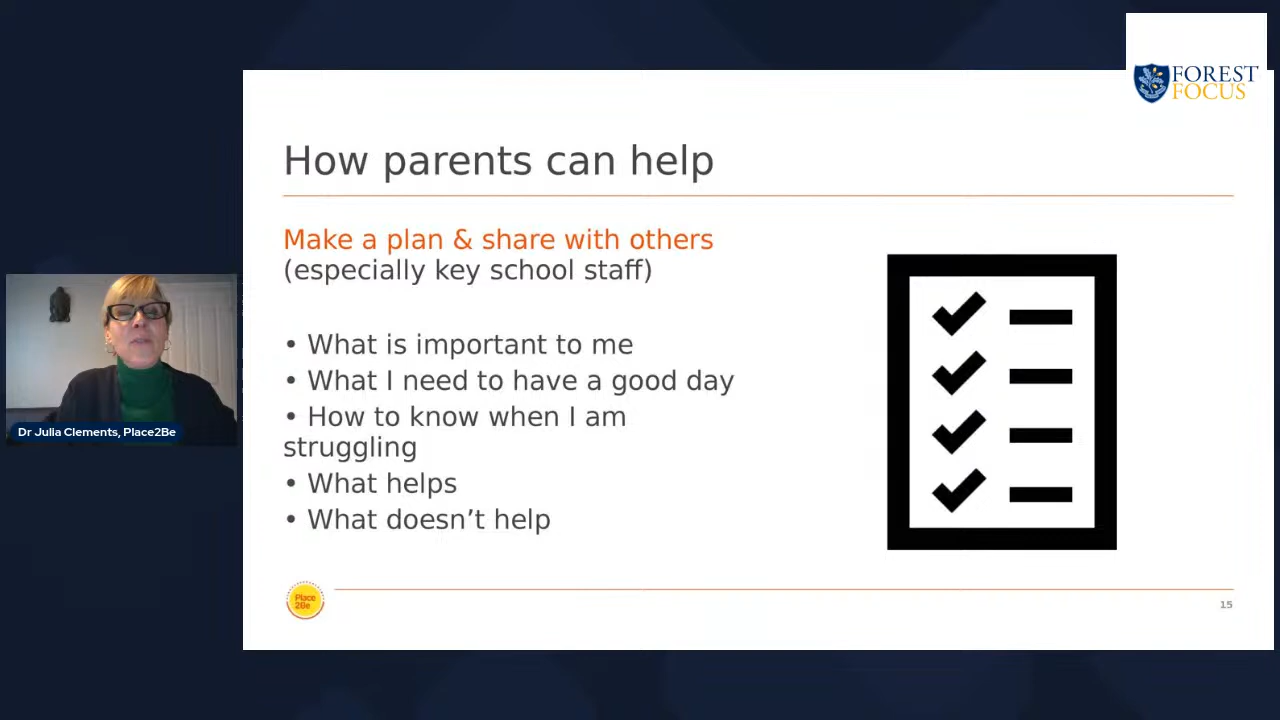 FOREST
FOCUS
How parents can help
Make a plan & share with others
(especially key school staff)
• What is important to me
• What I need to have a good day
• How to know when I am
struggling
• What helps
• What doesn’t help
Dr Julia Clements, Place2Be
Place
2Be
15